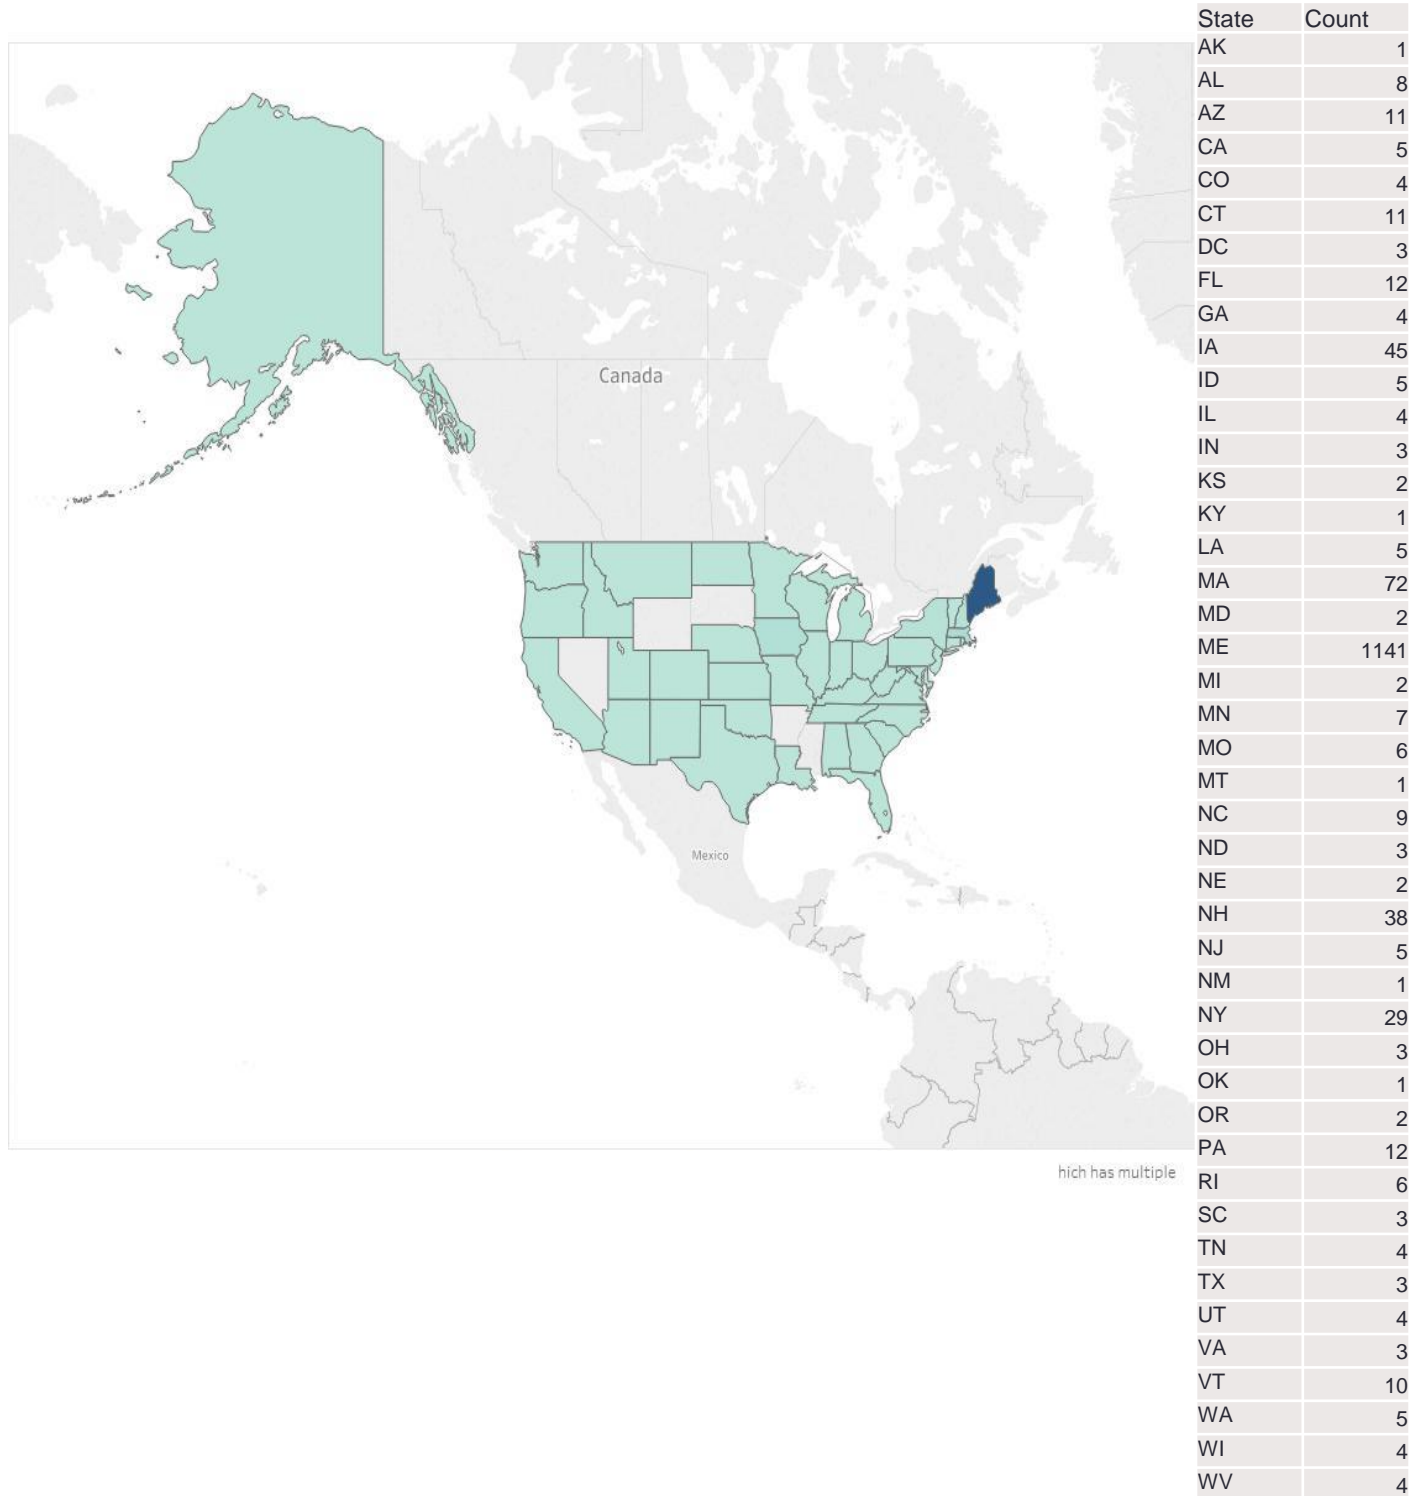 State Count
AK 1
AL 8
AZ 11
CA 5
CO 4
CT 11
DC 3
FL 12
GA 4
IA 45
ID 5
IL 4
IN 3
KS 2
KY 1
LA 5
MA 72
MD 2
ME 1141
MI 2
MN 7
MO 6
MT 1
NC 9
ND 3
NE 2
NH 38
NJ 5
NM 1
NY 29
OH 3
OK 1
OR 2
PA 12
RI 6
SC 3
TN 4
TX 3
UT 4
VA 3
VT 10
WA 5
WI 4
WV 4
Canada
Mexico
hich has multiple